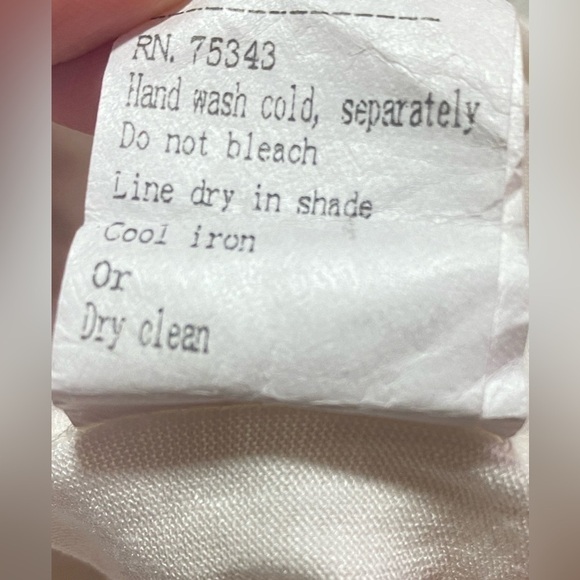 RN. 75343
Hand wash cold, separately
Do not bleach
Line dry in shade
Cool iron
Or
Dry clean